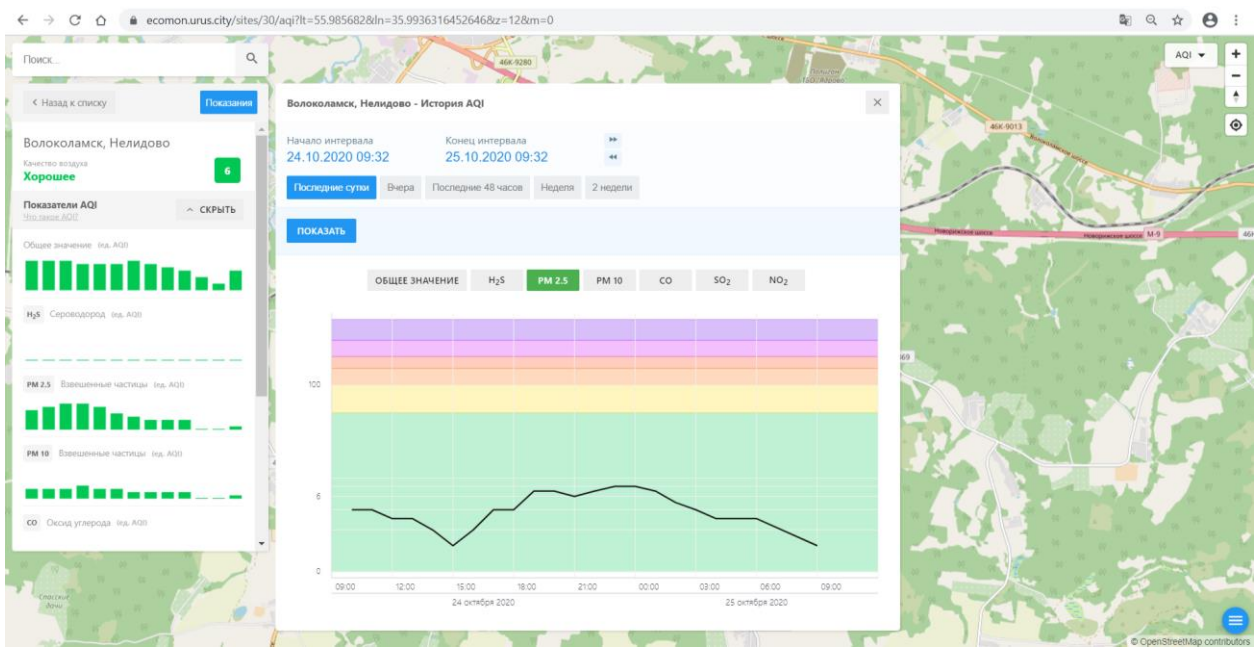 ecomon.urus.city/sites/30/aqi?lt=55.985682&ln=35.9936316452646&z=12&m=0
Поиск...
46К-9280
AQI
Назад к списку
Показания
Волоколамск, Нелидово - История AQI
46К-9013
Волоколамск, Нелидово
Качество воздуха
Хорошее
6
Начало интервала
Конец интервала
24.10.2020 09:32
25.10.2020 09:32
Последние сутки
Вчера
Последние 48 часов
Неделя
2 недели
Показатели AQI
Что такое AQI?
СКРЫТЬ
ПОКАЗАТЬ
Новорижское шоссе
Новорижское шоссе
М-9
Общее значение (ед. AQI)
ОБЩЕЕ ЗНАЧЕНИЕ
H₂S
PM 2.5
PM 10
CO
SO₂
NO₂
H₂S Сероводород (ед. AQI)
PM 2.5 Взвешенные частицы (ед. AQI)
100
PM 10 Взвешенные частицы (ед. AQI)
6
CO Оксид углерода (ед. AQI)
0
09:00
12:00
15:00
18:00
21:00
00:00
03:00
06:00
09:00
24 октября 2020
25 октября 2020
© OpenStreetMap contributors